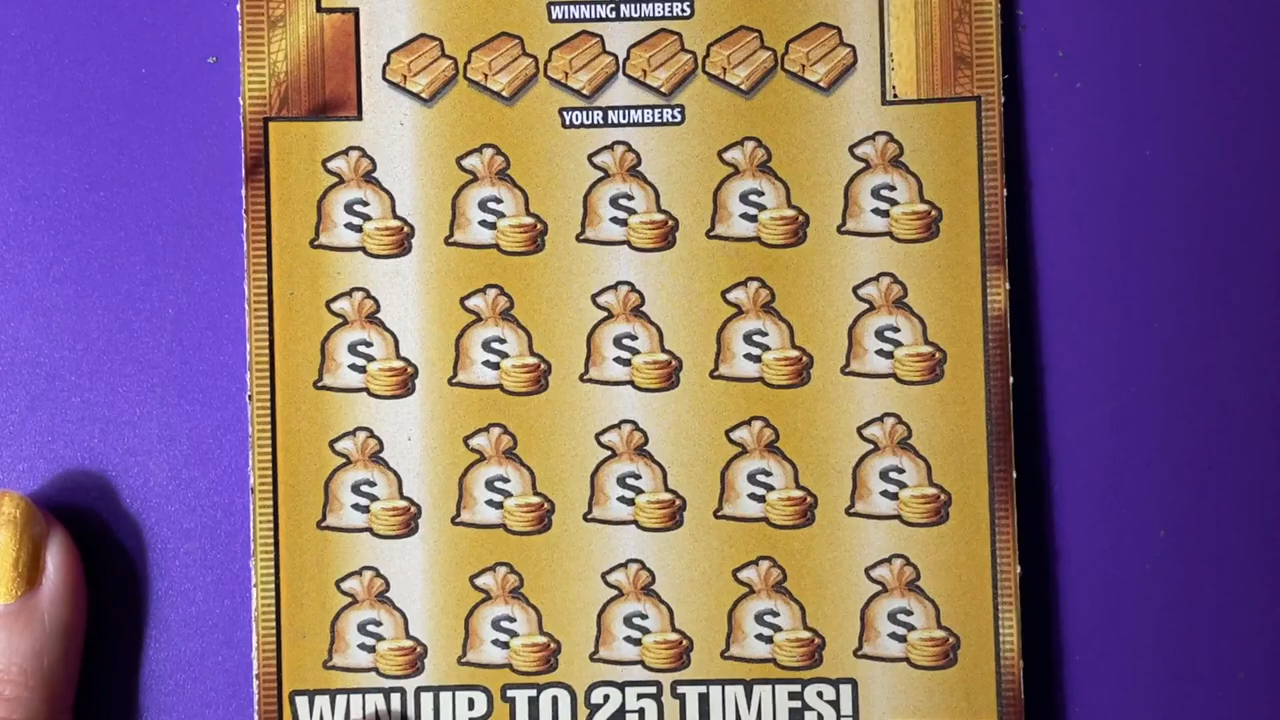 WINNING NUMBERS
YOUR NUMBERS
$ $ $ $ $
$ $ $ $ $
$ $ $ $ $
$ $ $ $ $
WIN UP TO 25 TIMES!